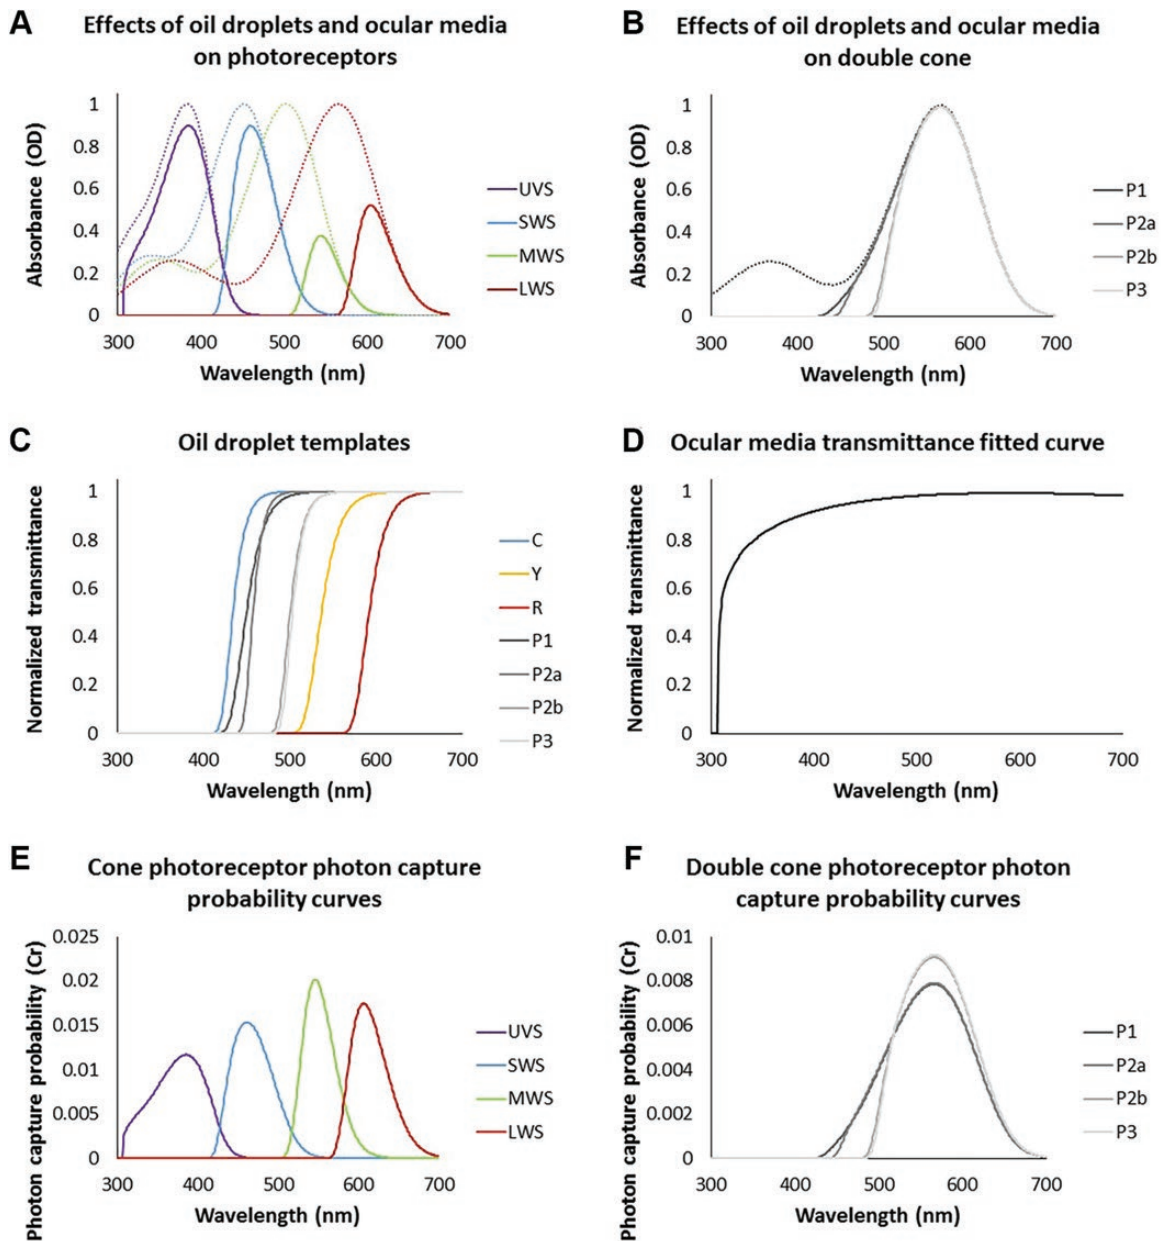 A
Effects of oil droplets and ocular media
on photoreceptors
Absorbance (OD)
1
0.8
0.6
0.4
0.2
0
300 400 500 600 700
Wavelength (nm)
UVS
SWS
MWS
LWS
B
Effects of oil droplets and ocular media
on double cone
Absorbance (OD)
1
0.8
0.6
0.4
0.2
0
300 400 500 600 700
Wavelength (nm)
P1
P2a
P2b
P3
C
Oil droplet templates
Normalized transmittance
1
0.8
0.6
0.4
0.2
0
300 400 500 600 700
Wavelength (nm)
C
Y
R
P1
P2a
P2b
P3
D
Ocular media transmittance fitted curve
Normalized transmittance
1
0.8
0.6
0.4
0.2
0
300 400 500 600 700
Wavelength (nm)
E
Cone photoreceptor photon capture
probability curves
Photon capture probability (Cr)
0.025
0.02
0.015
0.01
0.005
0
300 400 500 600 700
Wavelength (nm)
UVS
SWS
MWS
LWS
F
Double cone photoreceptor photon
capture probability curves
Photon capture probability (Cr)
0.01
0.008
0.006
0.004
0.002
0
300 400 500 600 700
Wavelength (nm)
P1
P2a
P2b
P3